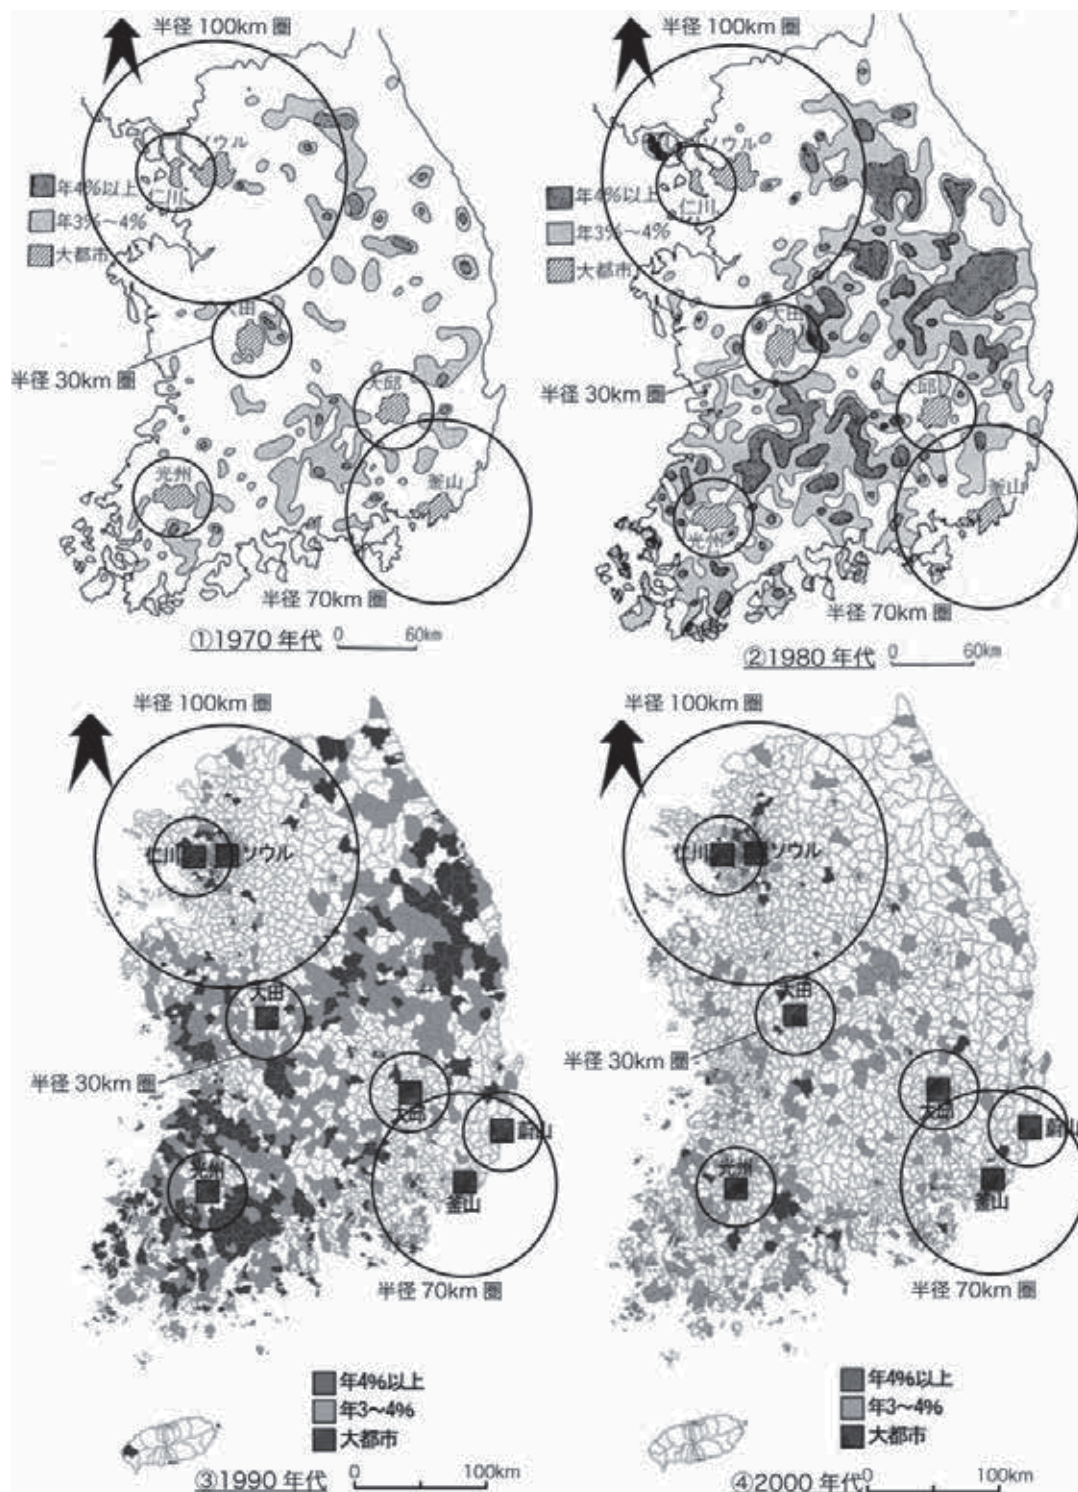 半径 100km 圏
ソウル
仁川
年4%以上
年3%~4%
大都市
大田
半径 30km 圏
大邱
光州
釜山
半径 70km 圏
①1970 年代
0 60km
半径 100km 圏
ソウル
仁川
年4%以上
年3%~4%
大都市
大田
半径 30km 圏
大邱
光州
釜山
半径 70km 圏
②1980 年代
0 60km
半径 100km 圏
仁川
ソウル
大田
半径 30km 圏
大邱
蔚山
光州
釜山
半径 70km 圏
年4%以上
年3~4%
大都市
③1990 年代
0 100km
半径 100km 圏
仁川
ソウル
大田
半径 30km 圏
大邱
蔚山
光州
釜山
半径 70km 圏
年4%以上
年3~4%
大都市
④2000 年代
0 100km